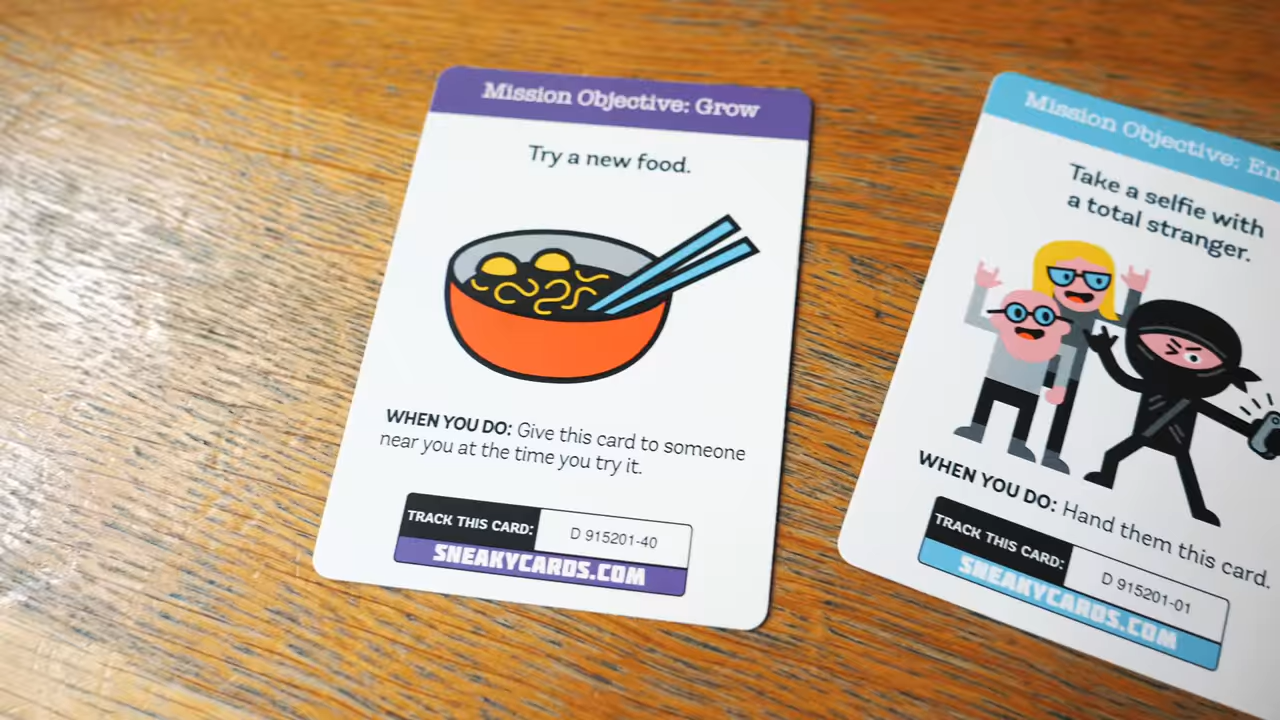 Mission Objective: Grow
Try a new food.
WHEN YOU DO: Give this card to someone
near you at the time you try it.
TRACK THIS CARD: D 915201-40
SNEAKYCARDS.COM
Mission Objective: En
Take a selfie with
a total stranger.
WHEN YOU DO: Hand them this card.
TRACK THIS CARD: D 915201-01
SNEAKYCARDS.COM